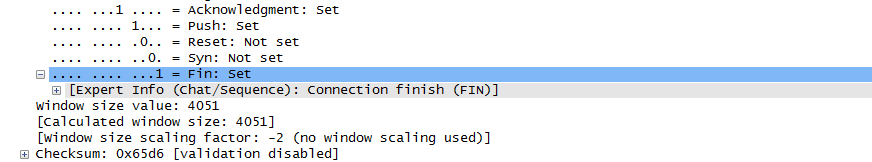 .... ...1 .... = Acknowledgment: Set
.... .... 1... = Push: Set
.... .... .0.. = Reset: Not set
.... .... ..0. = Syn: Not set
.... .... ...1 = Fin: Set
[Expert Info (Chat/Sequence): Connection finish (FIN)]
Window size value: 4051
[Calculated window size: 4051]
[Window size scaling factor: -2 (no window scaling used)]
Checksum: 0x65d6 [validation disabled]